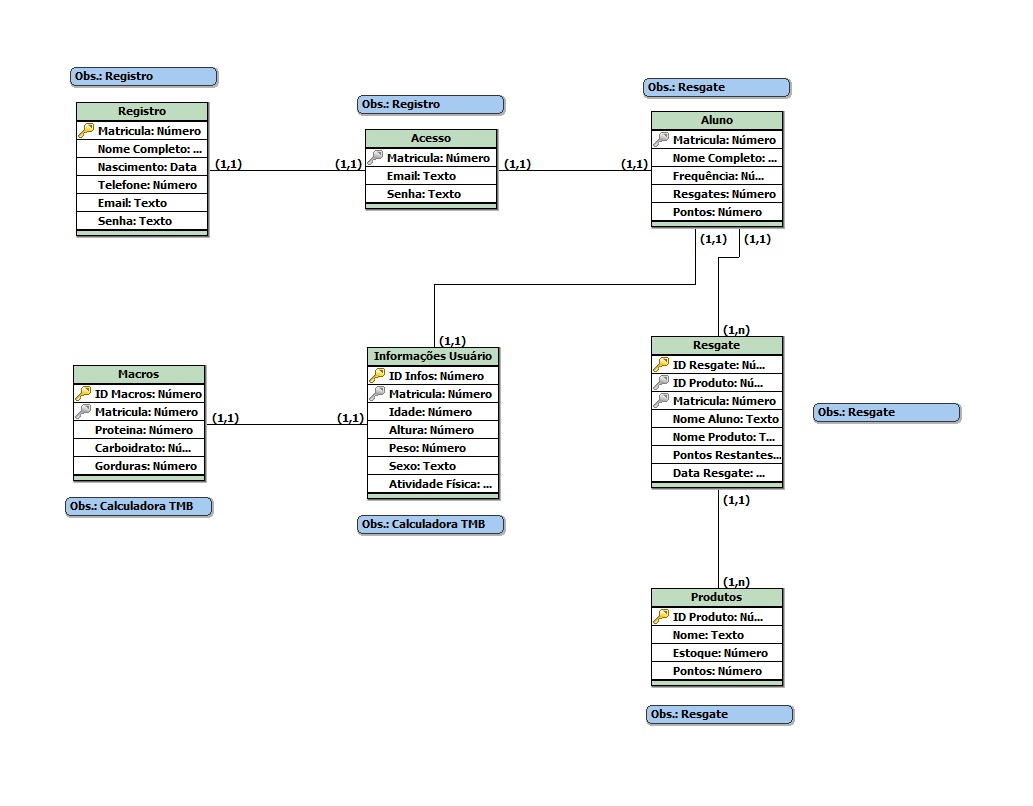 Obs.: Registro
Registro
Matricula: Número
Nome Completo: ...
Nascimento: Data
Telefone: Número
Email: Texto
Senha: Texto
(1,1)
(1,1)
Obs.: Registro
Acesso
Matricula: Número
Email: Texto
Senha: Texto
(1,1)
(1,1)
Obs.: Resgate
Aluno
Matricula: Número
Nome Completo: ...
Frequência: Nú...
Resgates: Número
Pontos: Número
(1,1)
(1,1)
(1,1)
(1,n)
Macros
ID Macros: Número
Matricula: Número
Proteina: Número
Carboidrato: Nú...
Gorduras: Número
Obs.: Calculadora TMB
(1,1)
(1,1)
Informações Usuário
ID Infos: Número
Matricula: Número
Idade: Número
Altura: Número
Peso: Número
Sexo: Texto
Atividade Física: ...
Obs.: Calculadora TMB
Resgate
ID Resgate: Nú...
ID Produto: Nú...
Matricula: Número
Nome Aluno: Texto
Nome Produto: T...
Pontos Restantes...
Data Resgate: ...
Obs.: Resgate
(1,1)
(1,n)
Produtos
ID Produto: Nú...
Nome: Texto
Estoque: Número
Pontos: Número
Obs.: Resgate